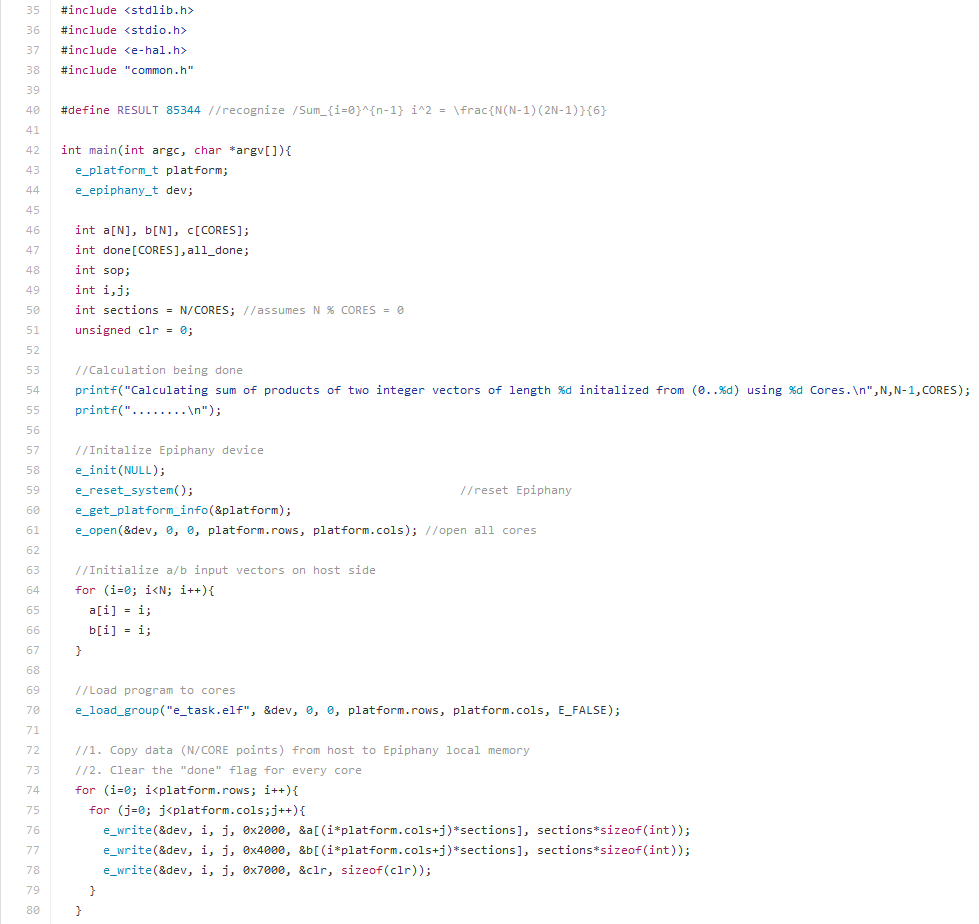 35 #include <stdlib.h>
36 #include <stdio.h>
37 #include <e-hal.h>
38 #include "common.h"
39
40 #define RESULT 85344 //recognize /Sum_{i=0}^{n-1} i^2 = \frac{N(N-1)(2N-1)}{6}
41
42 int main(int argc, char *argv[]){
43   e_platform_t platform;
44   e_epiphany_t dev;
45
46   int a[N], b[N], c[CORES];
47   int done[CORES],all_done;
48   int sop;
49   int i,j;
50   int sections = N/CORES; //assumes N % CORES = 0
51   unsigned clr = 0;
52
53   //Calculation being done
54   printf("Calculating sum of products of two integer vectors of length %d initalized from (0..%d) using %d Cores.\n",N,N-1,CORES);
55   printf("........\n");
56
57   //Initalize Epiphany device
58   e_init(NULL);
59   e_reset_system();                                      //reset Epiphany
60   e_get_platform_info(&platform);
61   e_open(&dev, 0, 0, platform.rows, platform.cols); //open all cores
62
63   //Initialize a/b input vectors on host side
64   for (i=0; i<N; i++){
65     a[i] = i;
66     b[i] = i;
67   }
68
69   //Load program to cores
70   e_load_group("e_task.elf", &dev, 0, 0, platform.rows, platform.cols, E_FALSE);
71
72   //1. Copy data (N/CORE points) from host to Epiphany local memory
73   //2. Clear the "done" flag for every core
74   for (i=0; i<platform.rows; i++){
75     for (j=0; j<platform.cols;j++){
76       e_write(&dev, i, j, 0x2000, &a[(i*platform.cols+j)*sections], sections*sizeof(int));
77       e_write(&dev, i, j, 0x4000, &b[(i*platform.cols+j)*sections], sections*sizeof(int));
78       e_write(&dev, i, j, 0x7000, &clr, sizeof(clr));
79     }
80   }